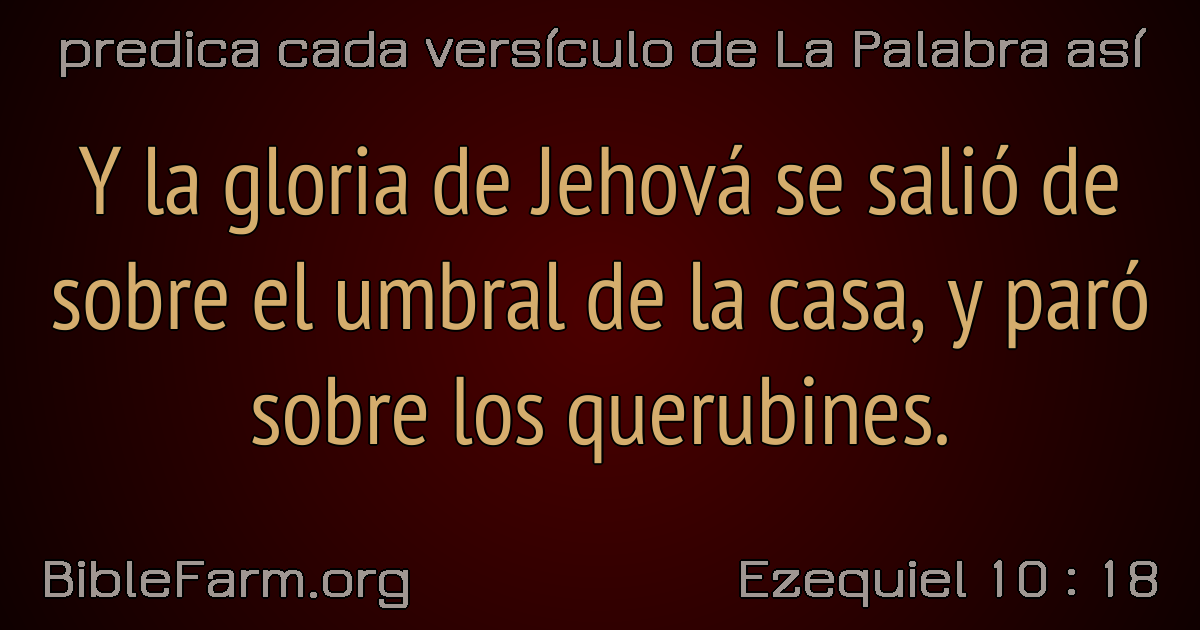 predica cada versículo de La Palabra así
Y la gloria de Jehová se salió de
sobre el umbral de la casa, y paró
sobre los querubines.
BibleFarm.org
Ezequiel 10 : 18